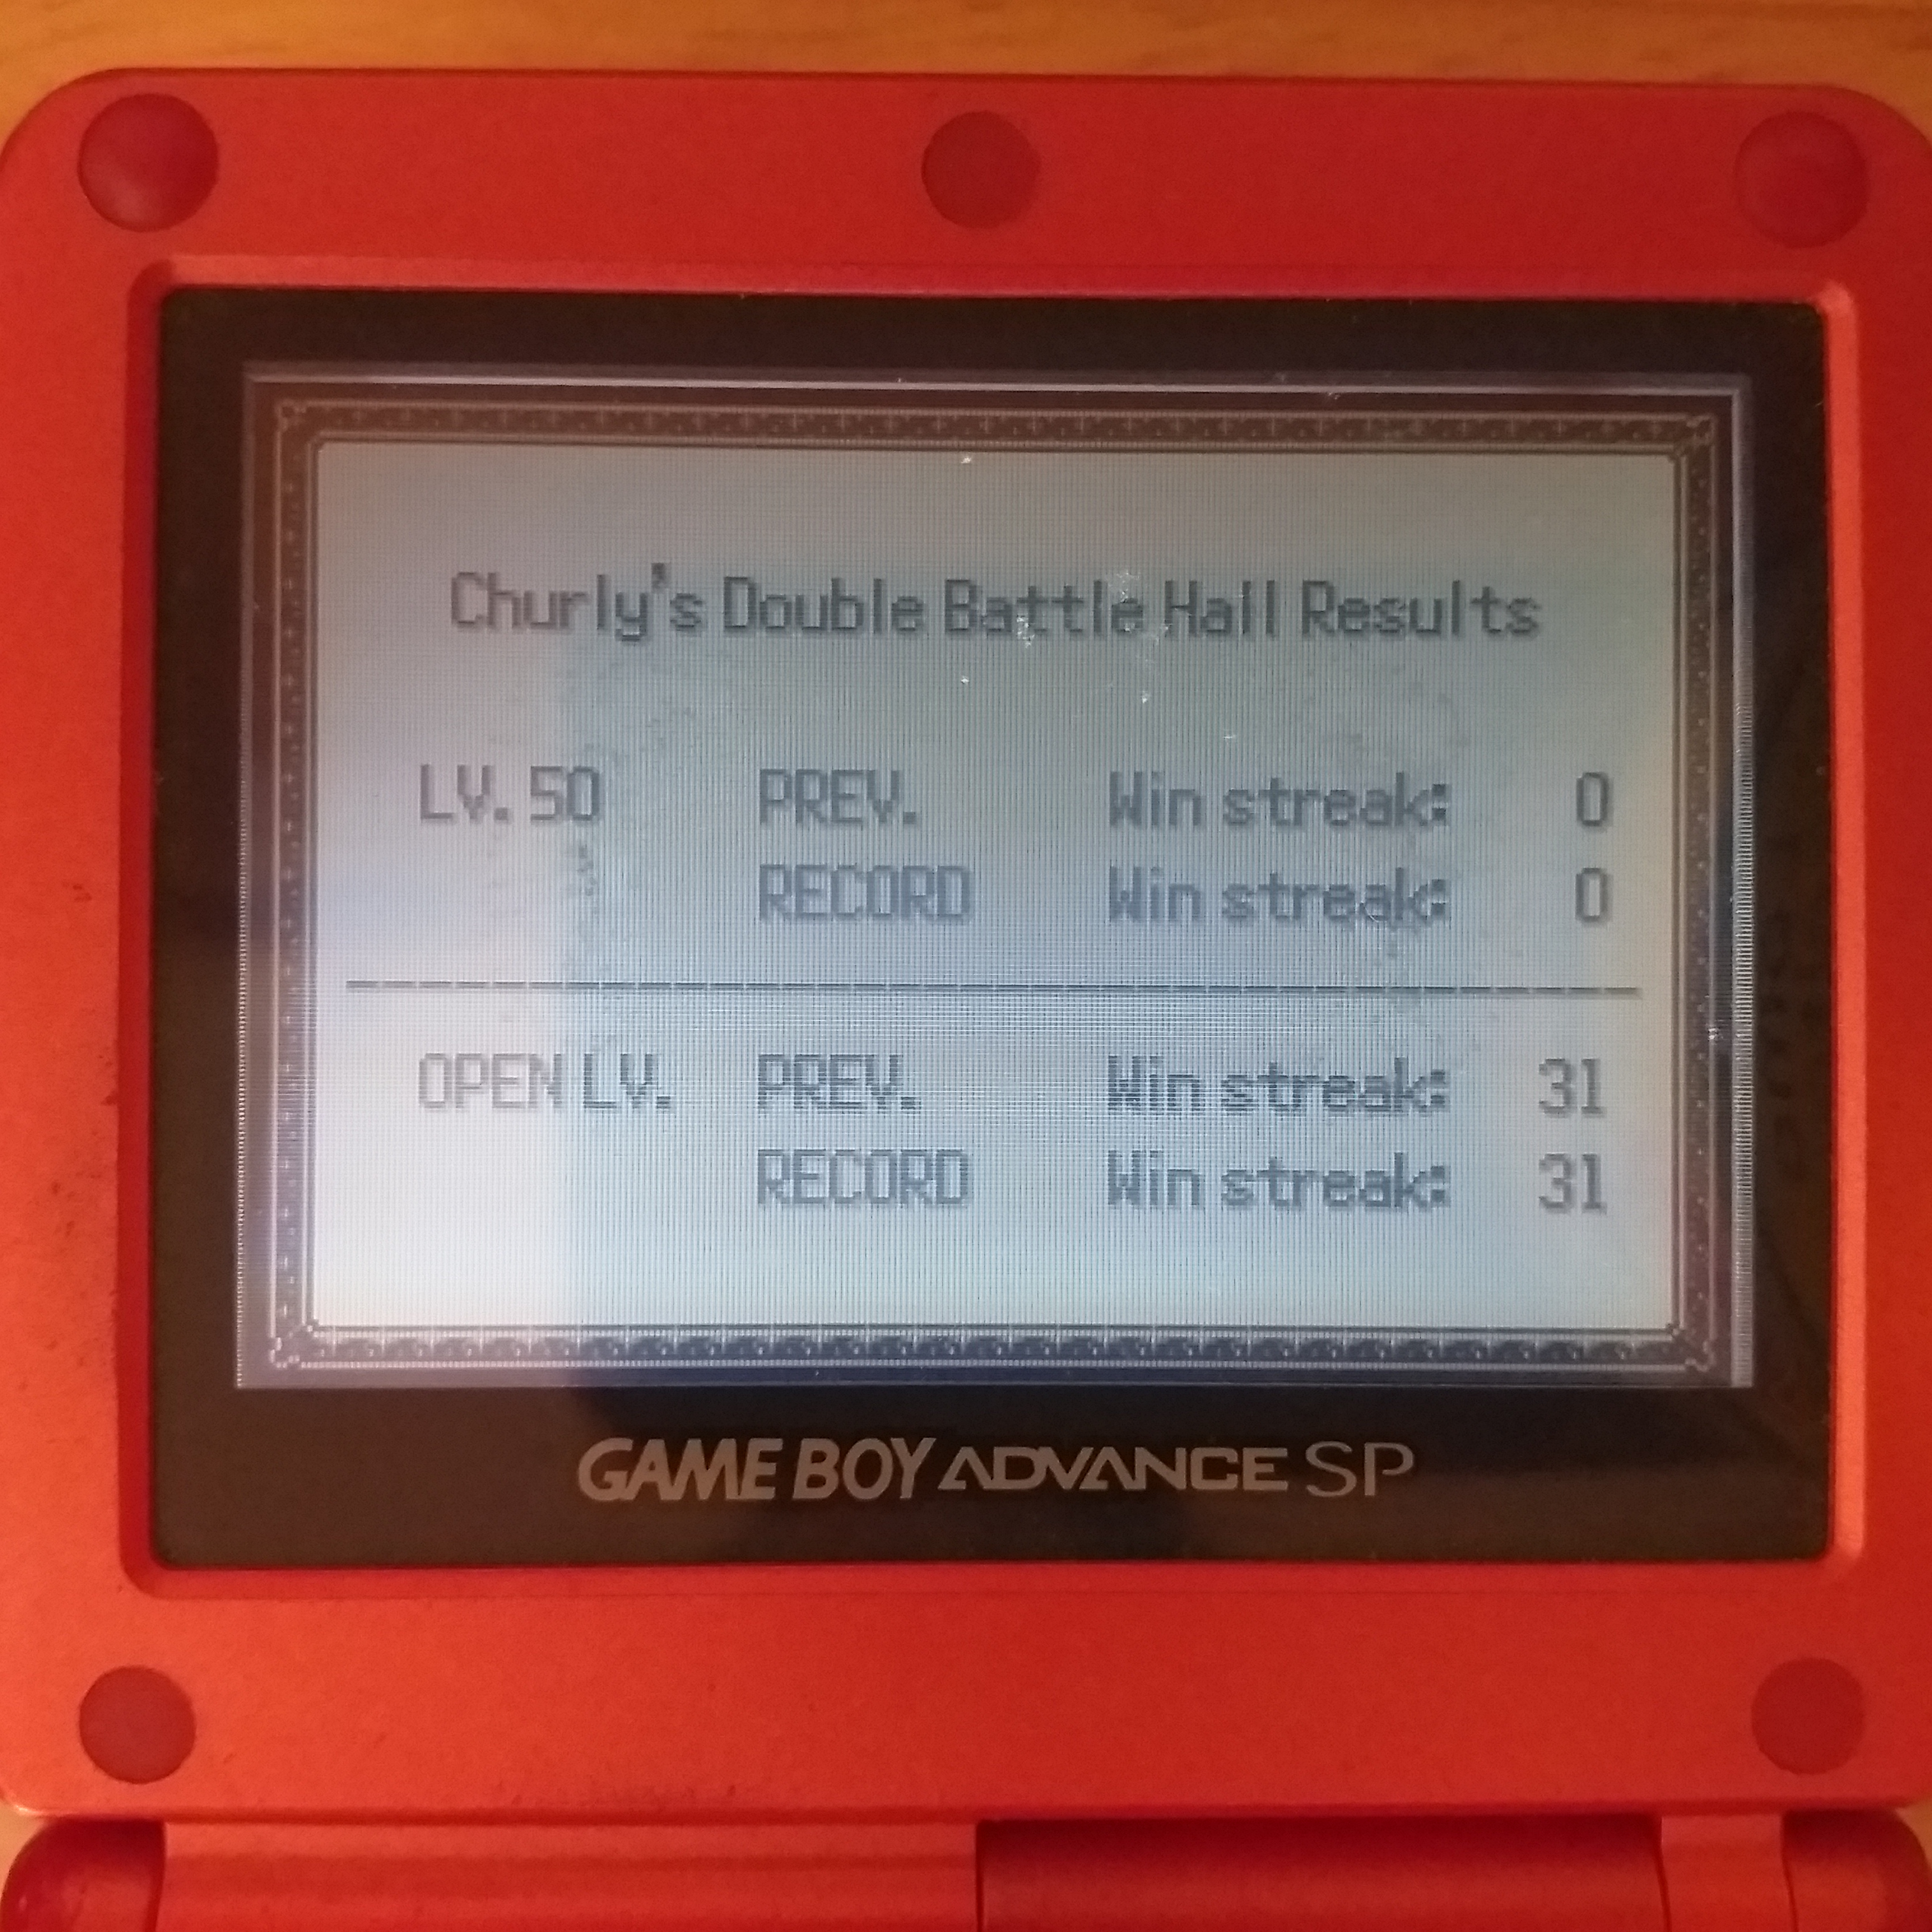 Churly's Double Battle Hall Results
LV. 50 PREV. Win streak: 0
RECORD Win streak: 0
OPEN LV. PREV. Win streak: 31
RECORD Win streak: 31
GAME BOY ADVANCE SP